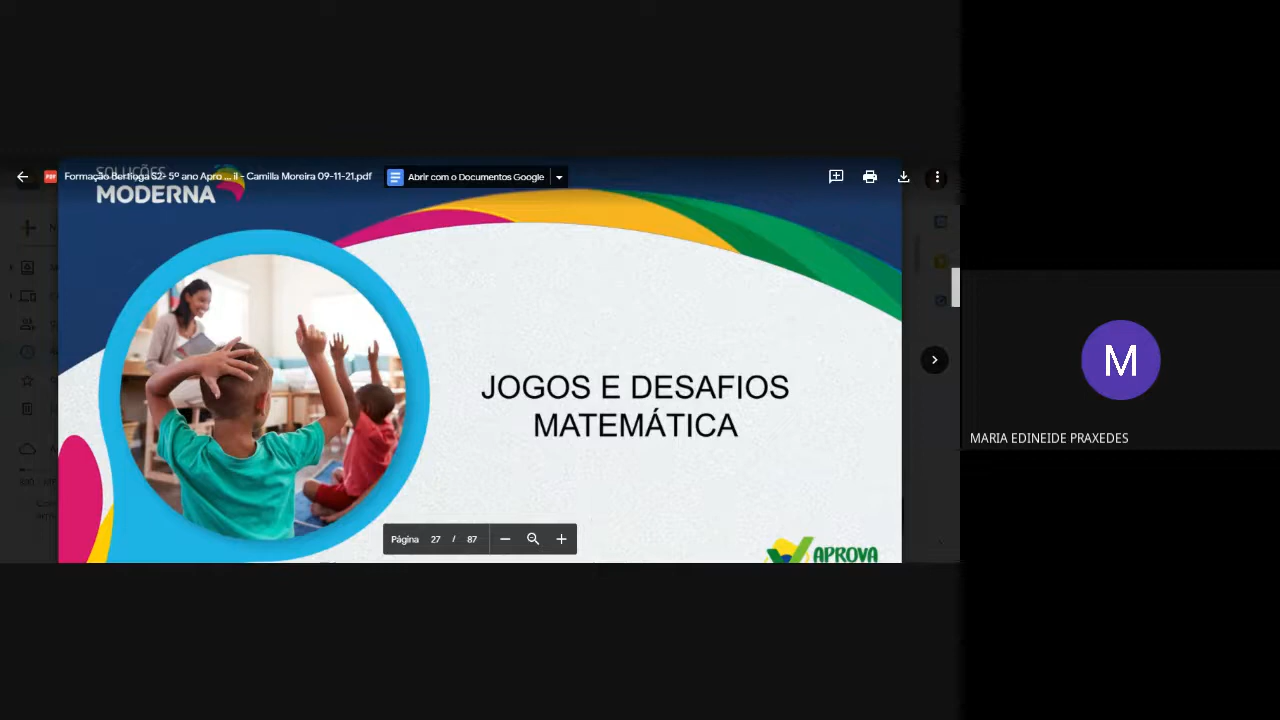 SOLUÇÕES
MODERNA
Formação Bertioga S2- 5º ano Apro ... il - Camilla Moreira 09-11-21.pdf
Abrir com o Documentos Google
JOGOS E DESAFIOS
MATEMÁTICA
Página 27 / 87
APROVA
M
MARIA EDINEIDE PRAXEDES